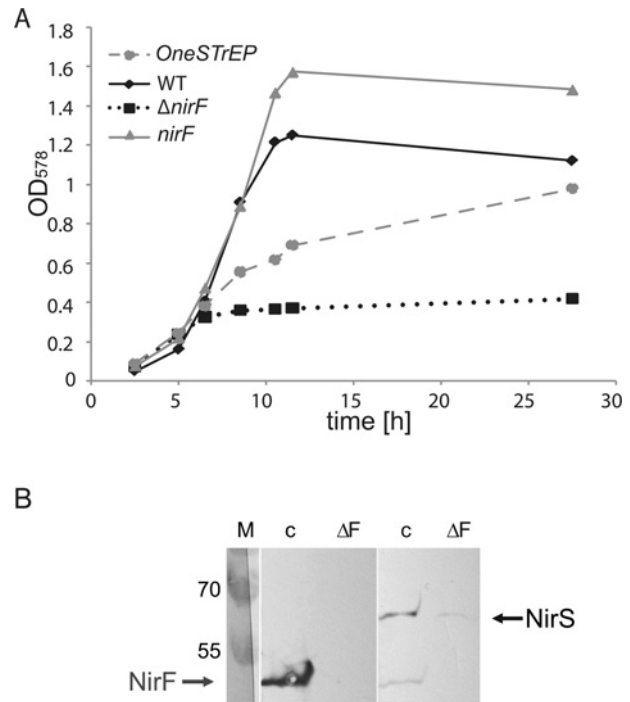 A
OneSTrEP
WT
ΔnirF
nirF
OD578
1.8
1.6
1.4
1.2
1
0.8
0.6
0.4
0.2
0
0 5 10 15 20 25 30
time [h]
B
M c ΔF c ΔF
70
55
NirF
NirS